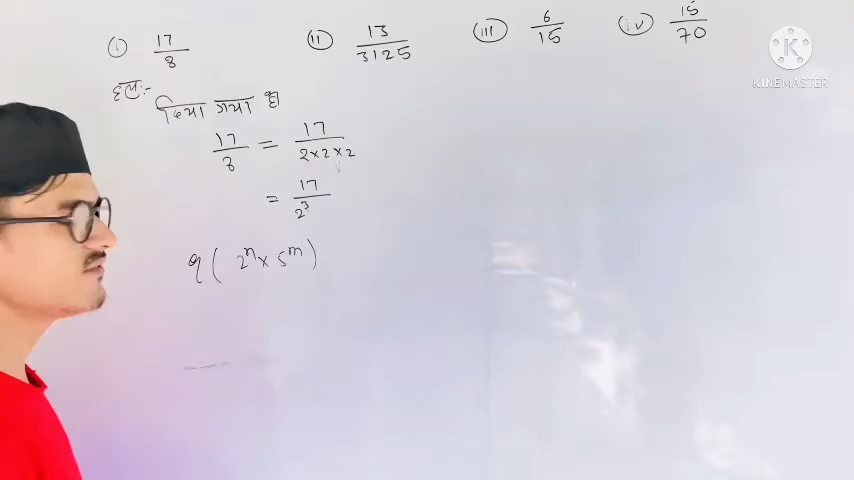 (i) 17/8 (ii) 13/3125 (iii) 6/15 (iv) 15/70
हल:-
दिया गया है
17/8 = 17/2×2×2
= 17/2³
q ( 2ⁿ × 5ᵐ )
KINEMASTER